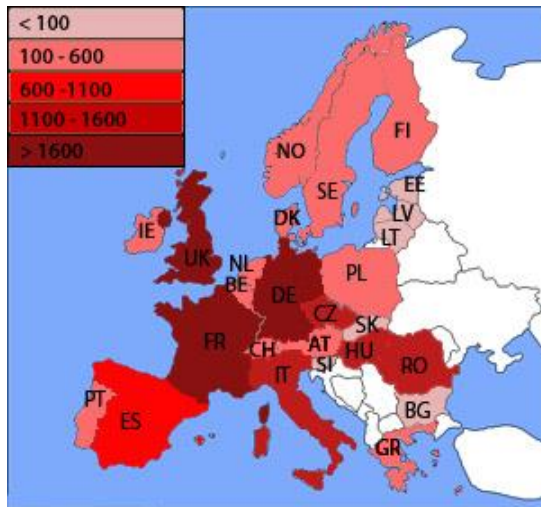 < 100
100 - 600
600 -1100
1100 - 1600
> 1600
NO
FI
SE
EE
LV
LT
DK
IE
UK
NL
BE
PL
DE
CZ
SK
FR
CH
AT
HU
RO
SI
IT
BG
PT
ES
GR